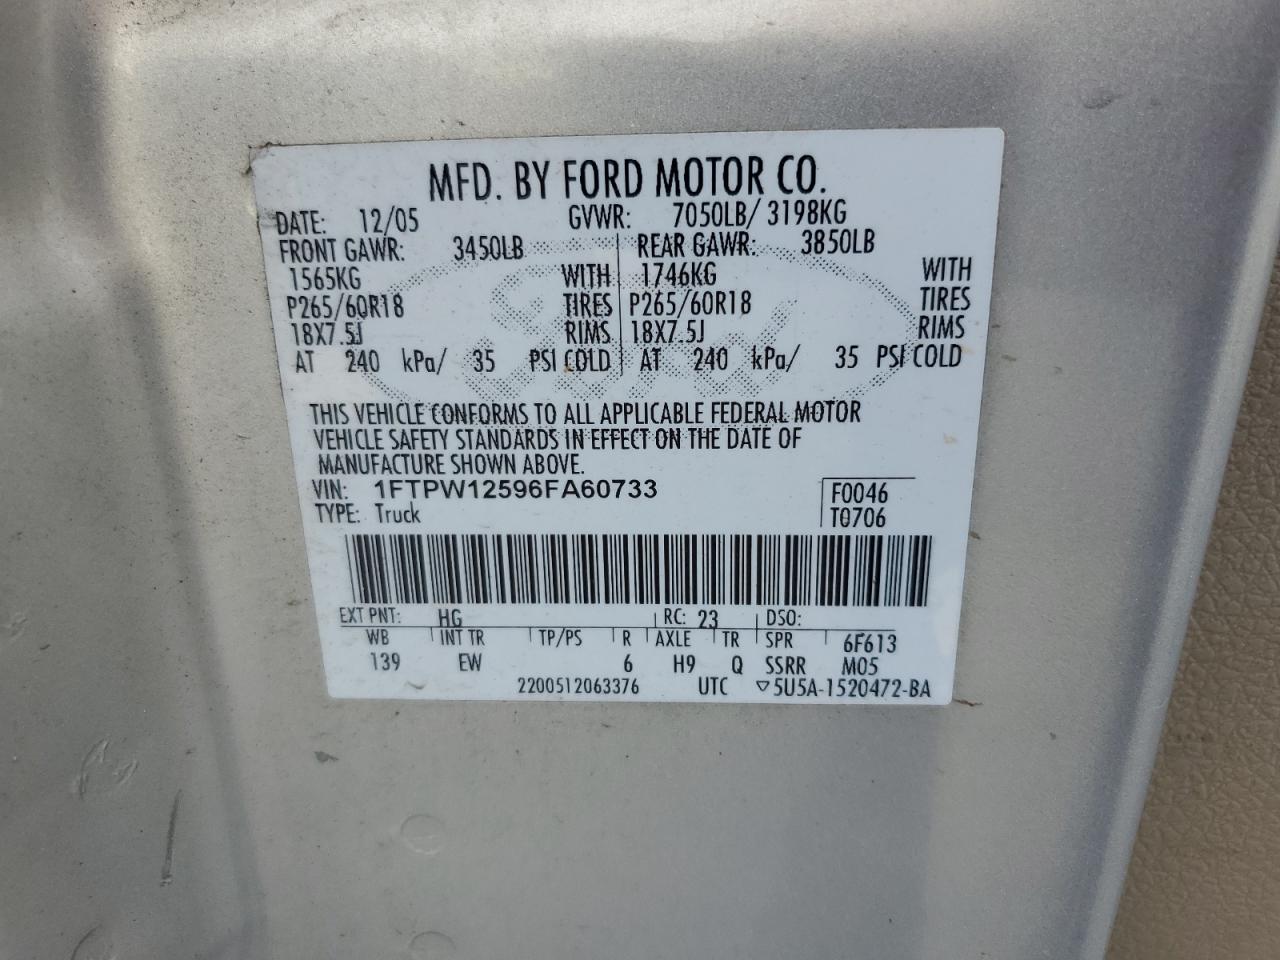 MFD. BY FORD MOTOR CO.
DATE: 12/05 GVWR: 7050LB/ 3198KG
FRONT GAWR: 3450LB REAR GAWR: 3850LB
1565KG WITH 1746KG WITH
P265/60R18 TIRES P265/60R18 TIRES
18X7.5J RIMS 18X7.5J RIMS
AT 240 kPa/ 35 PSI COLD AT 240 kPa/ 35 PSI COLD
THIS VEHICLE CONFORMS TO ALL APPLICABLE FEDERAL MOTOR
VEHICLE SAFETY STANDARDS IN EFFECT ON THE DATE OF
MANUFACTURE SHOWN ABOVE.
VIN: 1FTPW12596FA60733 F0046
TYPE: Truck T0706
EXT PNT: HG RC: 23 DSO:
WB INT TR TP/PS R AXLE TR SPR 6F613
139 EW 6 H9 Q SSRR M05
2200512063376 UTC ▽5U5A-1520472-BA